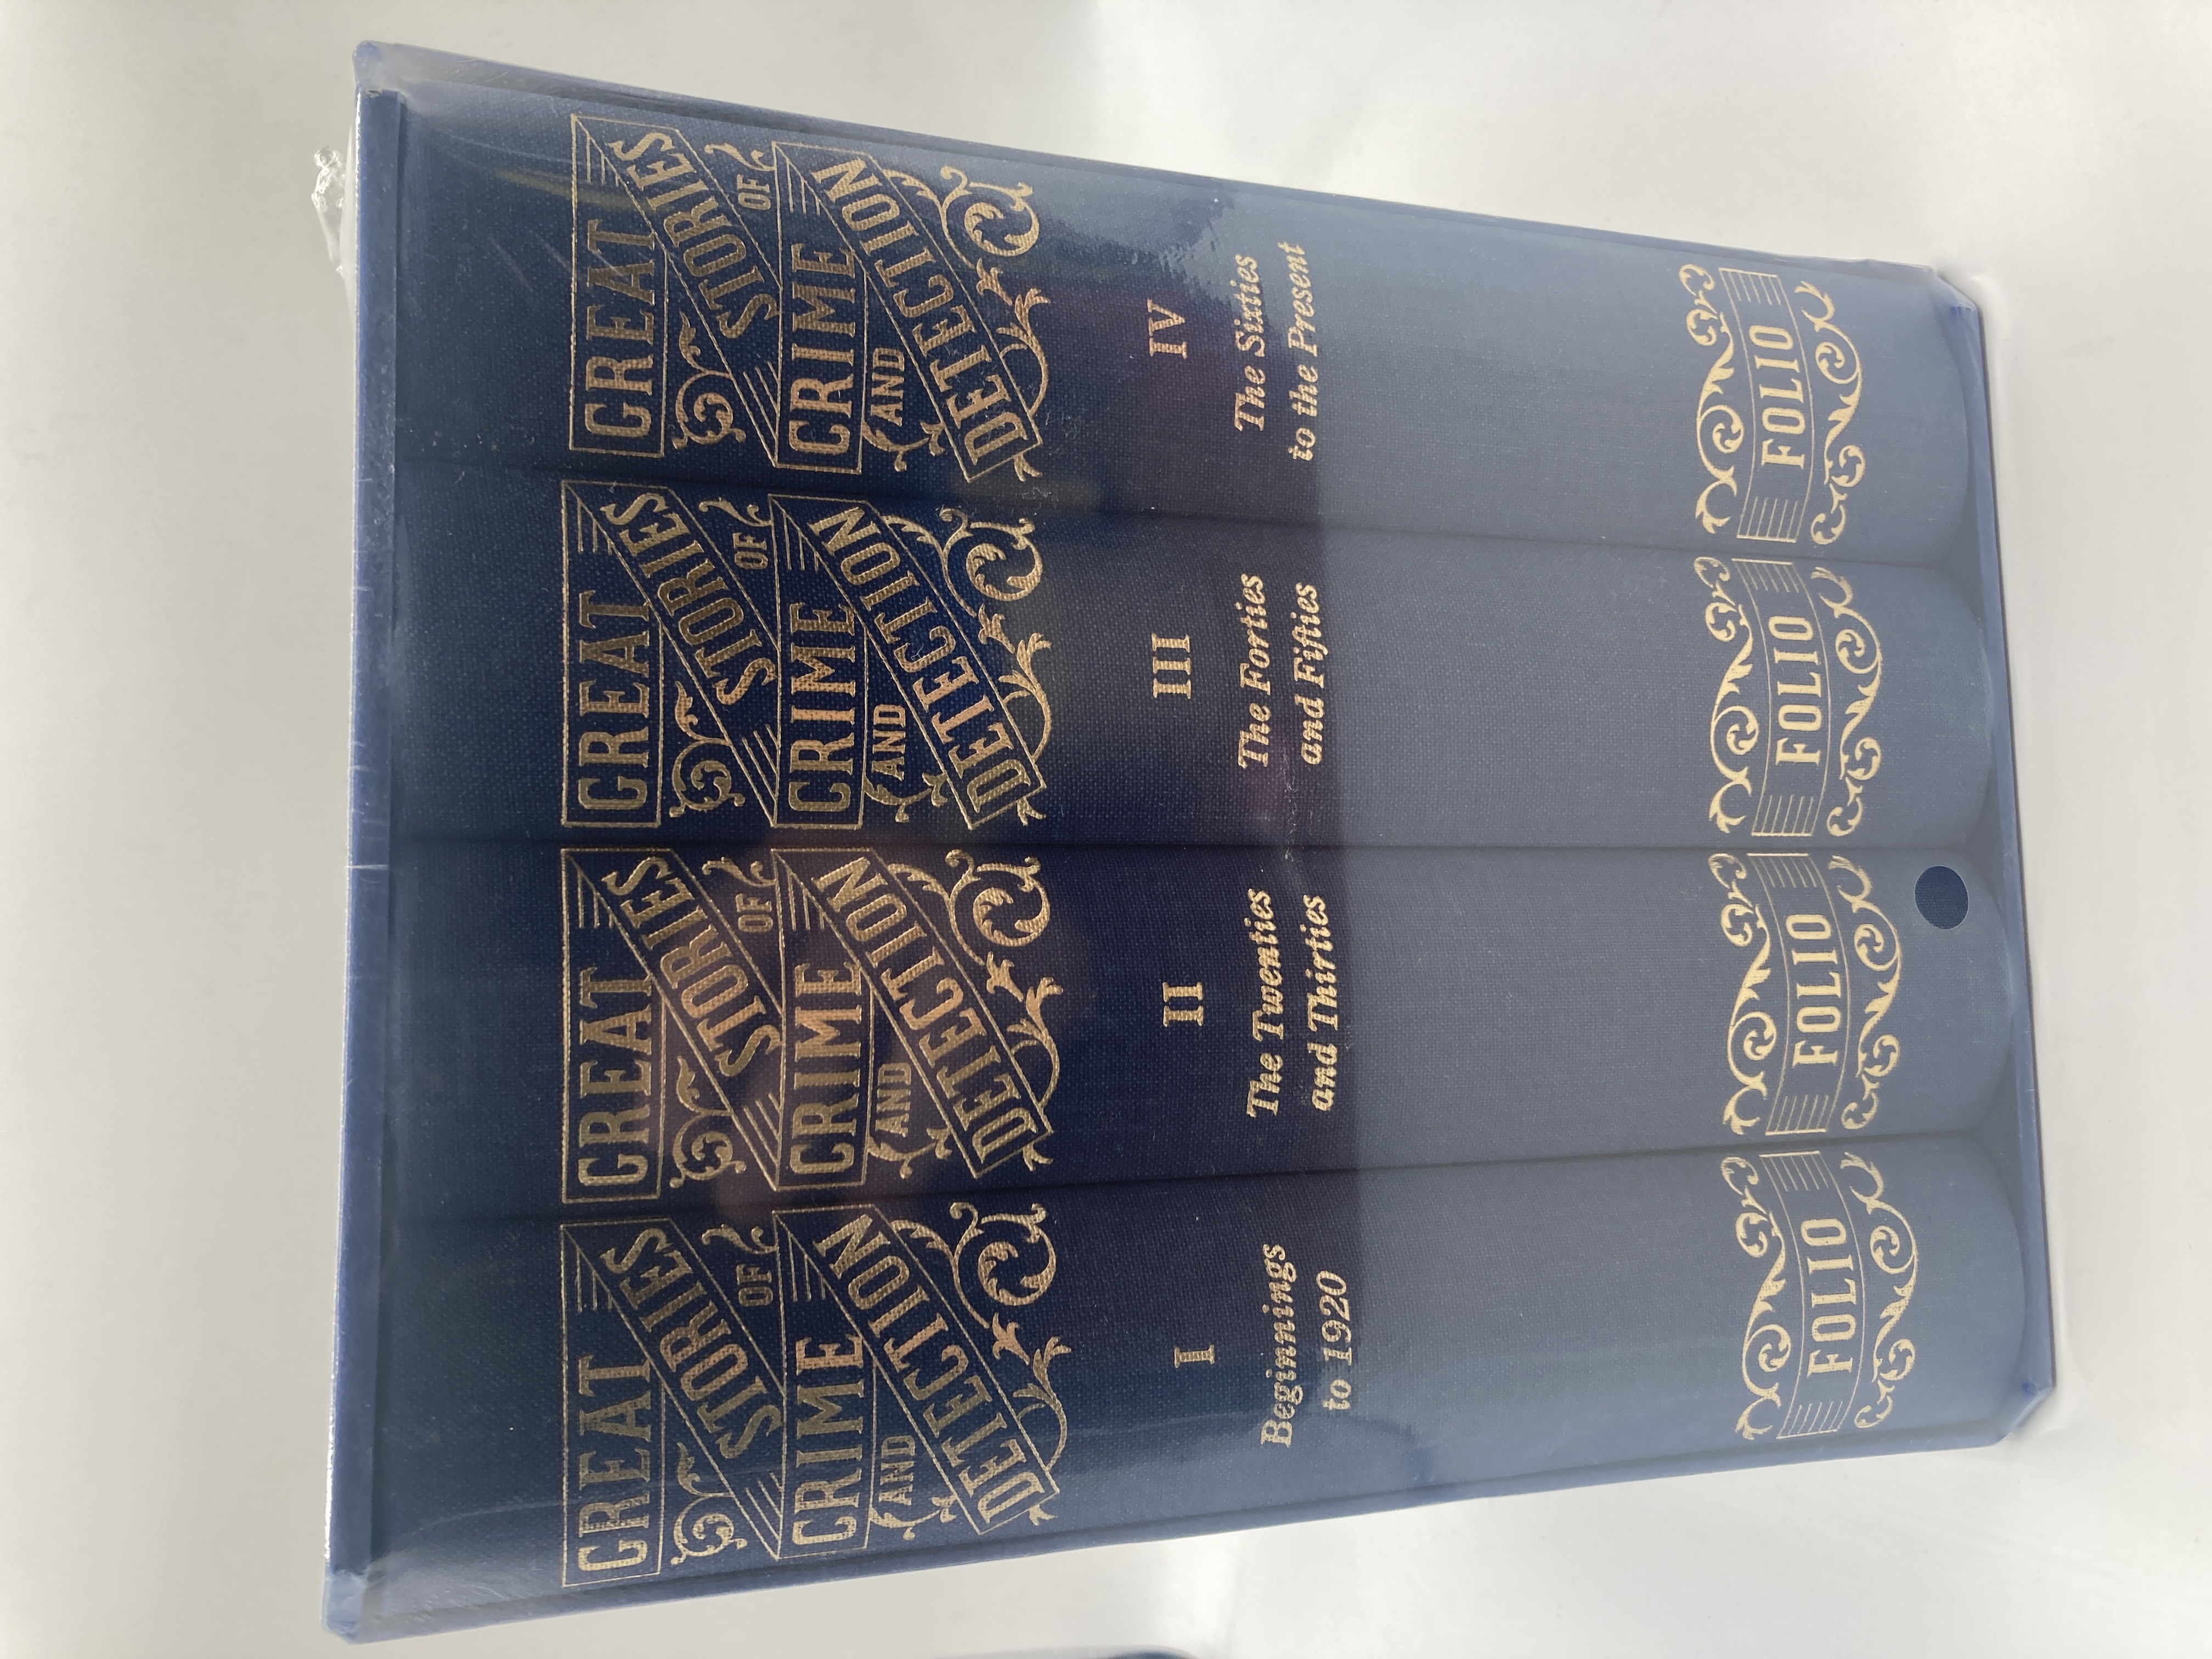 GREAT
STORIES
OF
CRIME
AND
DETECTION
I
Beginnings
to 1920
FOLIO
GREAT
STORIES
OF
CRIME
AND
DETECTION
II
The Twenties
and Thirties
FOLIO
GREAT
STORIES
OF
CRIME
AND
DETECTION
III
The Forties
and Fifties
FOLIO
GREAT
STORIES
OF
CRIME
AND
DETECTION
IV
The Sixties
to the Present
FOLIO